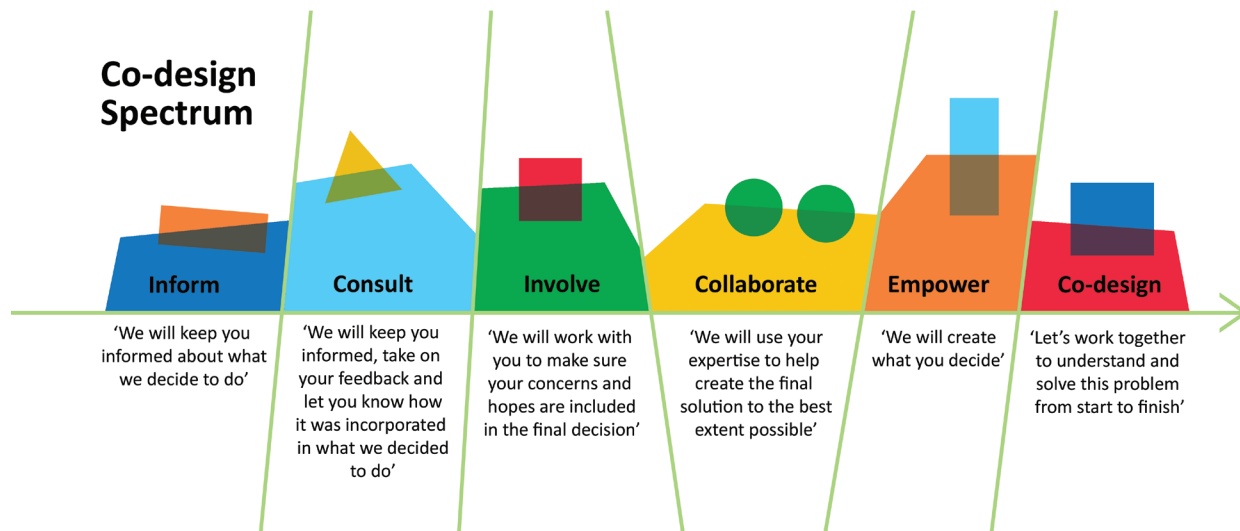 Co-design
Spectrum
Inform
‘We will keep you
informed about what
we decide to do’
Consult
‘We will keep you
informed, take on
your feedback and
let you know how
it was incorporated
in what we decided
to do’
Involve
‘We will work with
you to make sure
your concerns and
hopes are included
in the final decision’
Collaborate
‘We will use your
expertise to help
create the final
solution to the best
extent possible’
Empower
‘We will create
what you decide’
Co-design
‘Let’s work together
to understand and
solve this problem
from start to finish’